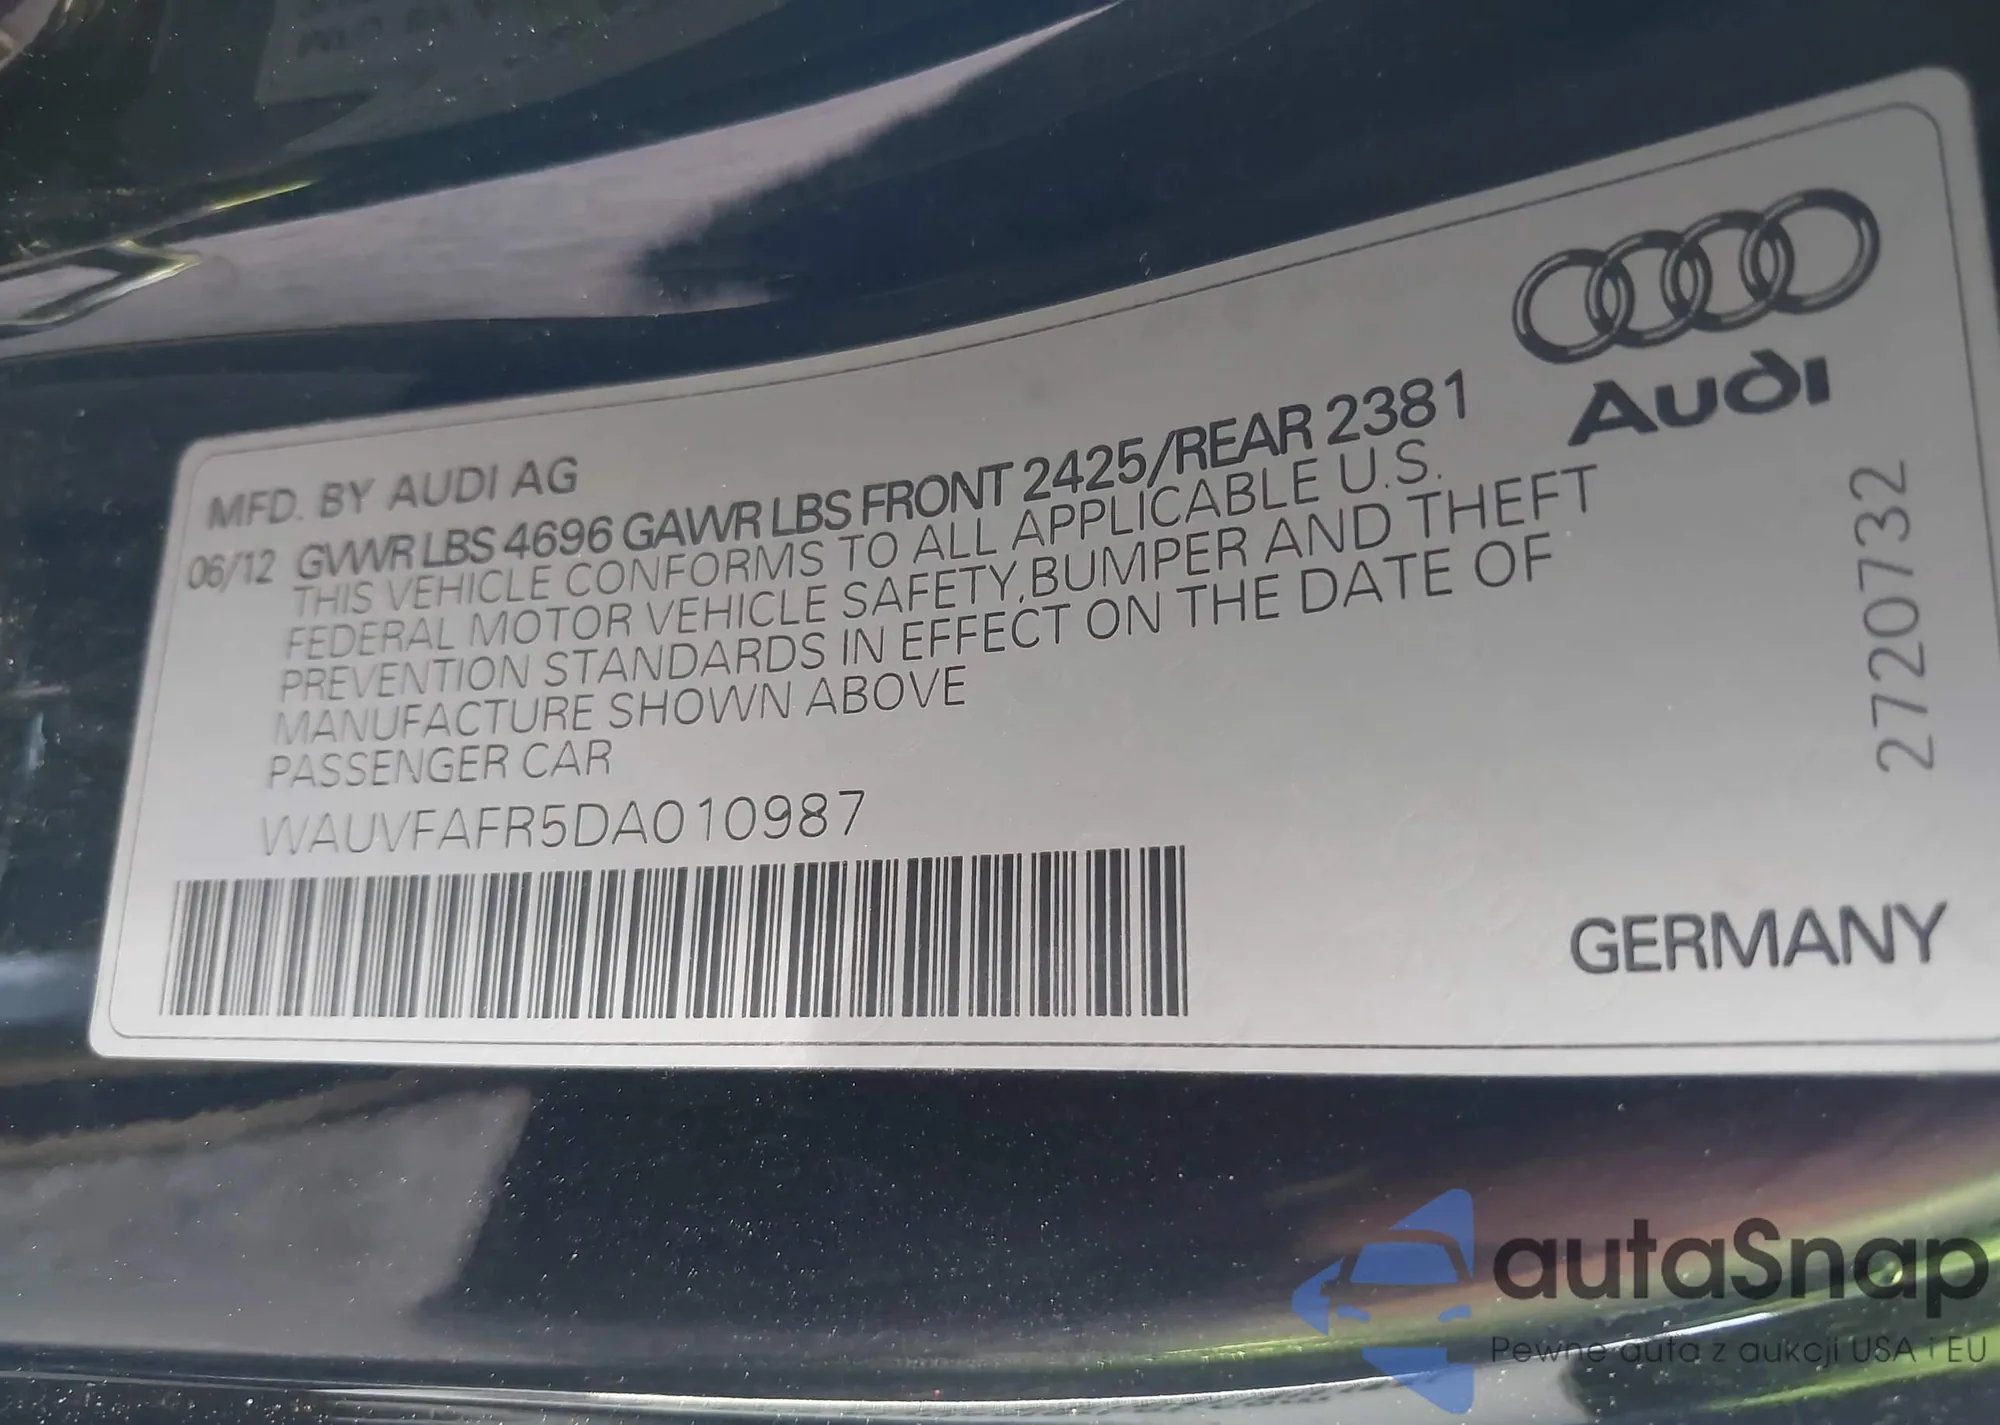 Audi
MFD. BY AUDI AG
06/12 GVWR LBS 4696 GAWR LBS FRONT 2425/REAR 2381
THIS VEHICLE CONFORMS TO ALL APPLICABLE U.S.
FEDERAL MOTOR VEHICLE SAFETY, BUMPER AND THEFT
PREVENTION STANDARDS IN EFFECT ON THE DATE OF
MANUFACTURE SHOWN ABOVE
PASSENGER CAR
WAUVFAFR5DA010987
2720732
GERMANY
autaSnap
Pewne auta z aukcji USA i EU